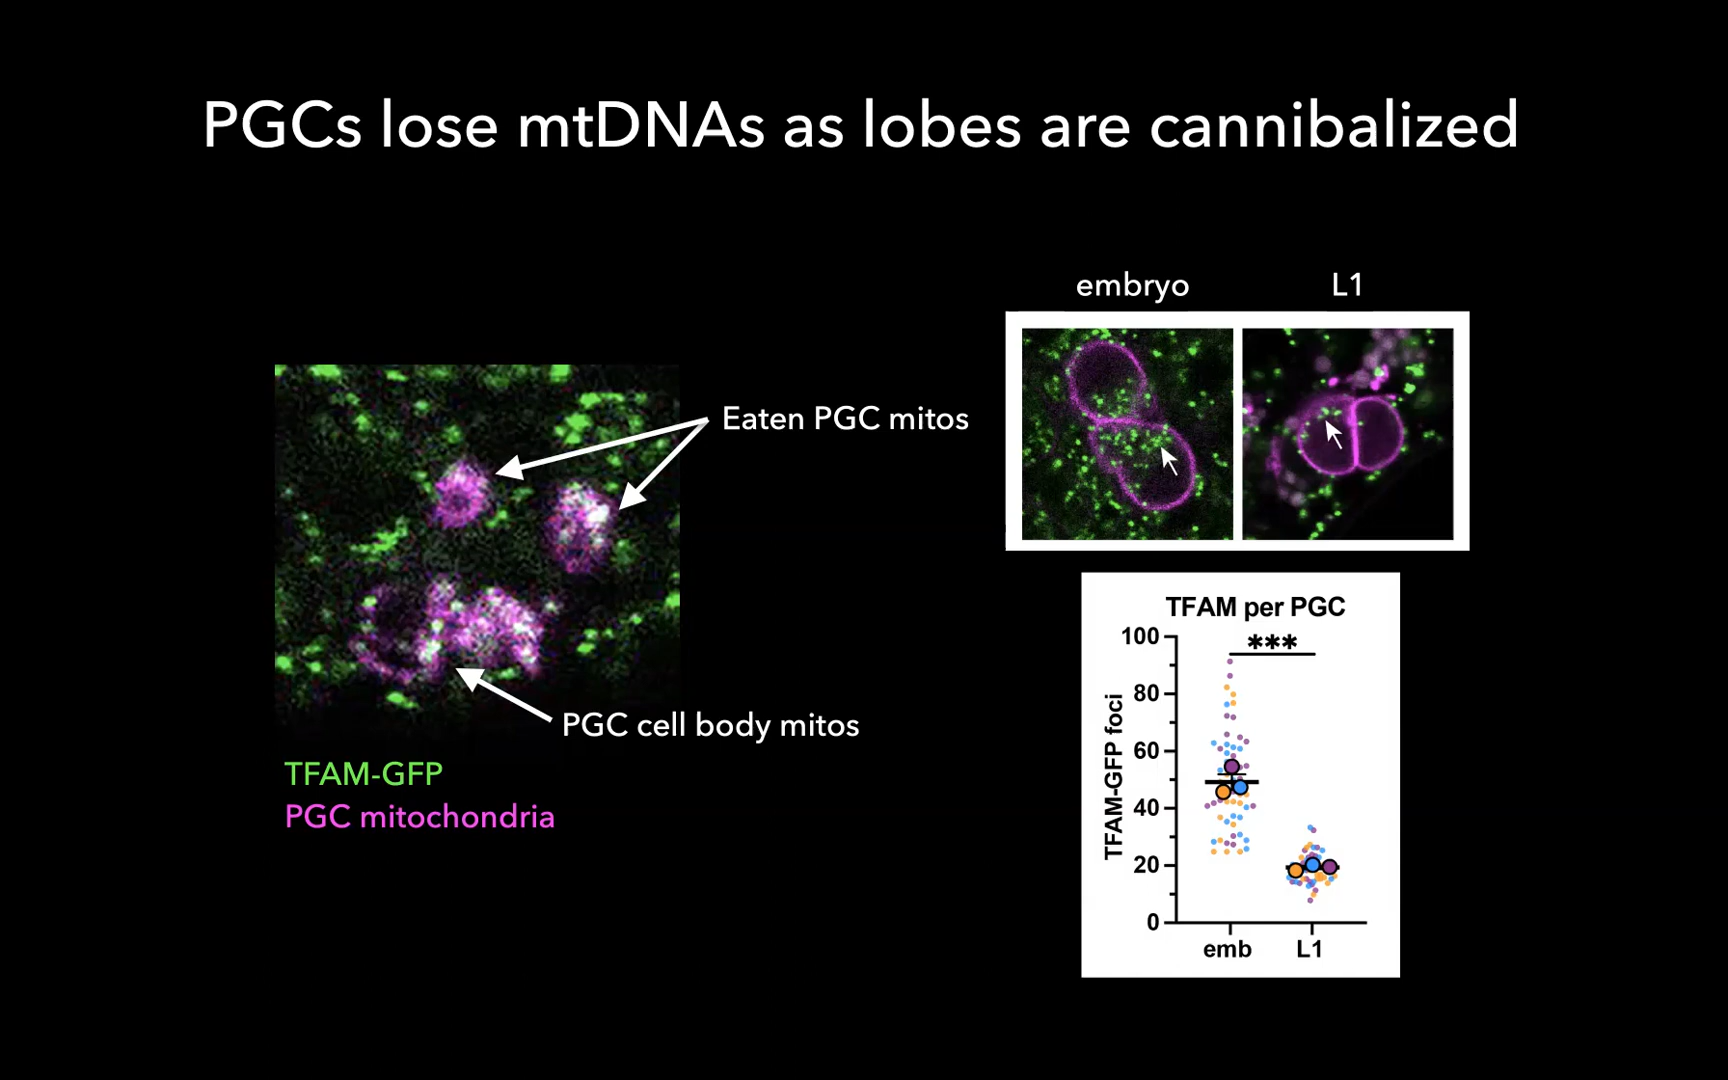 PGCs lose mtDNAs as lobes are cannibalized
embryo
L1
Eaten PGC mitos
PGC cell body mitos
TFAM-GFP
PGC mitochondria
TFAM per PGC
***
TFAM-GFP foci
100
80
60
40
20
0
emb
L1